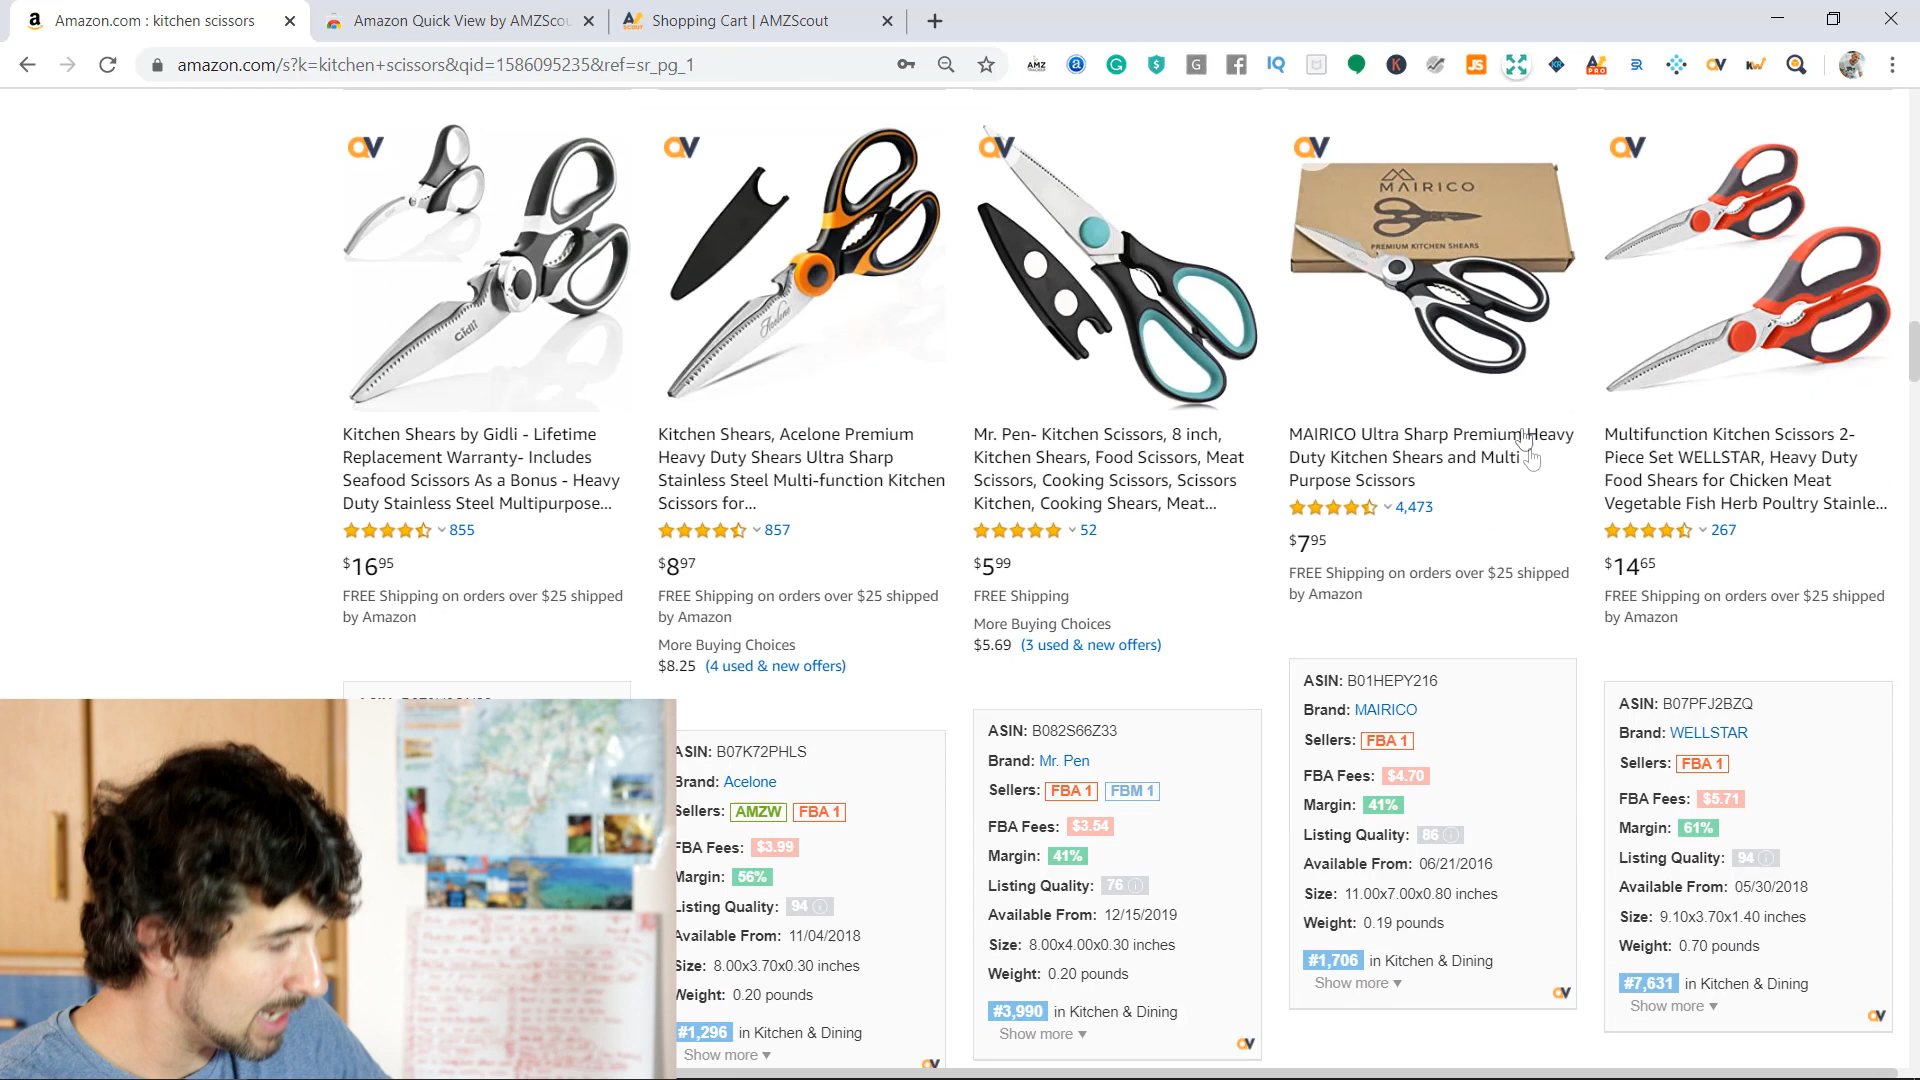 Amazon.com : kitchen scissors
Amazon Quick View by AMZSco
Shopping Cart | AMZScout
amazon.com/s?k=kitchen+scissors&qid=1586095235&ref=sr_pg_1
Gidli
Acelone
MAIRICO
PREMIUM KITCHEN SHEARS
Kitchen Shears by Gidli - Lifetime
Replacement Warranty- Includes
Seafood Scissors As a Bonus - Heavy
Duty Stainless Steel Multipurpose...
855
$1695
FREE Shipping on orders over $25 shipped
by Amazon
Kitchen Shears, Acelone Premium
Heavy Duty Shears Ultra Sharp
Stainless Steel Multi-function Kitchen
Scissors for...
857
$897
FREE Shipping on orders over $25 shipped
by Amazon
More Buying Choices
$8.25 (4 used & new offers)
ASIN: B07K72PHLS
Brand: Acelone
Sellers: AMZW FBA 1
FBA Fees: $3.99
Margin: 56%
Listing Quality: 94
Available From: 11/04/2018
Size: 8.00x3.70x0.30 inches
Weight: 0.20 pounds
#1,296 in Kitchen & Dining
Show more
Mr. Pen- Kitchen Scissors, 8 inch,
Kitchen Shears, Food Scissors, Meat
Scissors, Cooking Scissors, Scissors
Kitchen, Cooking Shears, Meat...
52
$599
FREE Shipping
More Buying Choices
$5.69 (3 used & new offers)
ASIN: B082S66Z33
Brand: Mr. Pen
Sellers: FBA 1 FBM 1
FBA Fees: $3.54
Margin: 41%
Listing Quality: 76
Available From: 12/15/2019
Size: 8.00x4.00x0.30 inches
Weight: 0.20 pounds
#3,990 in Kitchen & Dining
Show more
MAIRICO Ultra Sharp Premium Heavy
Duty Kitchen Shears and Multi
Purpose Scissors
4,473
$795
FREE Shipping on orders over $25 shipped
by Amazon
ASIN: B01HEPY216
Brand: MAIRICO
Sellers: FBA 1
FBA Fees: $4.70
Margin: 41%
Listing Quality: 86
Available From: 06/21/2016
Size: 11.00x7.00x0.80 inches
Weight: 0.19 pounds
#1,706 in Kitchen & Dining
Show more
Multifunction Kitchen Scissors 2-
Piece Set WELLSTAR, Heavy Duty
Food Shears for Chicken Meat
Vegetable Fish Herb Poultry Stainle...
267
$1465
FREE Shipping on orders over $25 shipped
by Amazon
ASIN: B07PFJ2BZQ
Brand: WELLSTAR
Sellers: FBA 1
FBA Fees: $5.71
Margin: 61%
Listing Quality: 94
Available From: 05/30/2018
Size: 9.10x3.70x1.40 inches
Weight: 0.70 pounds
#7,631 in Kitchen & Dining
Show more